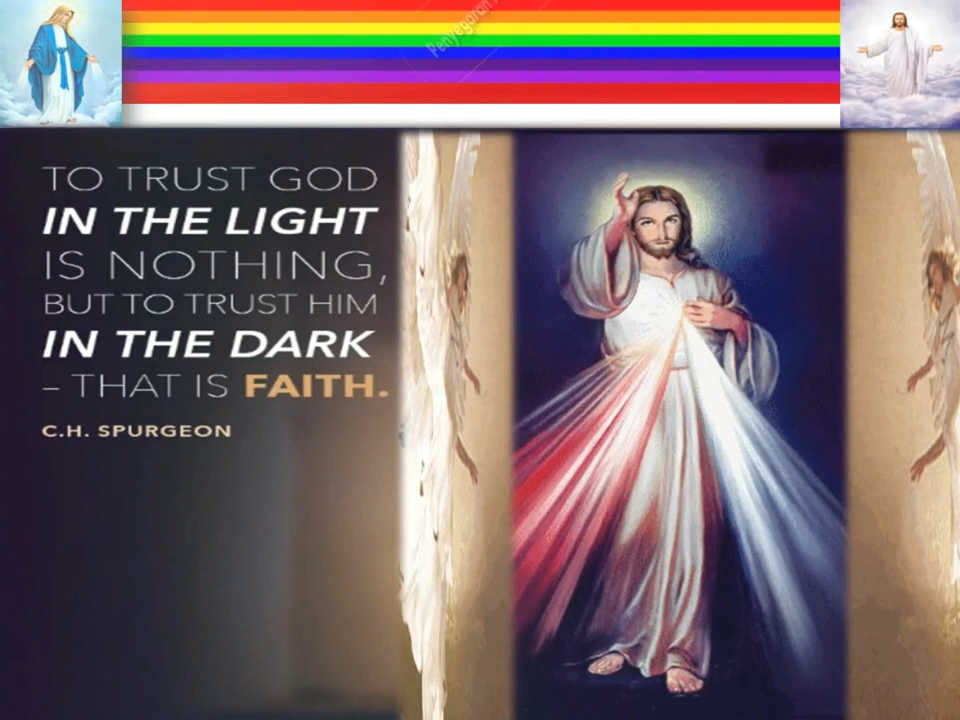 Penyegaran
TO TRUST GOD
IN THE LIGHT
IS NOTHING,
BUT TO TRUST HIM
IN THE DARK
– THAT IS FAITH.
C.H. SPURGEON